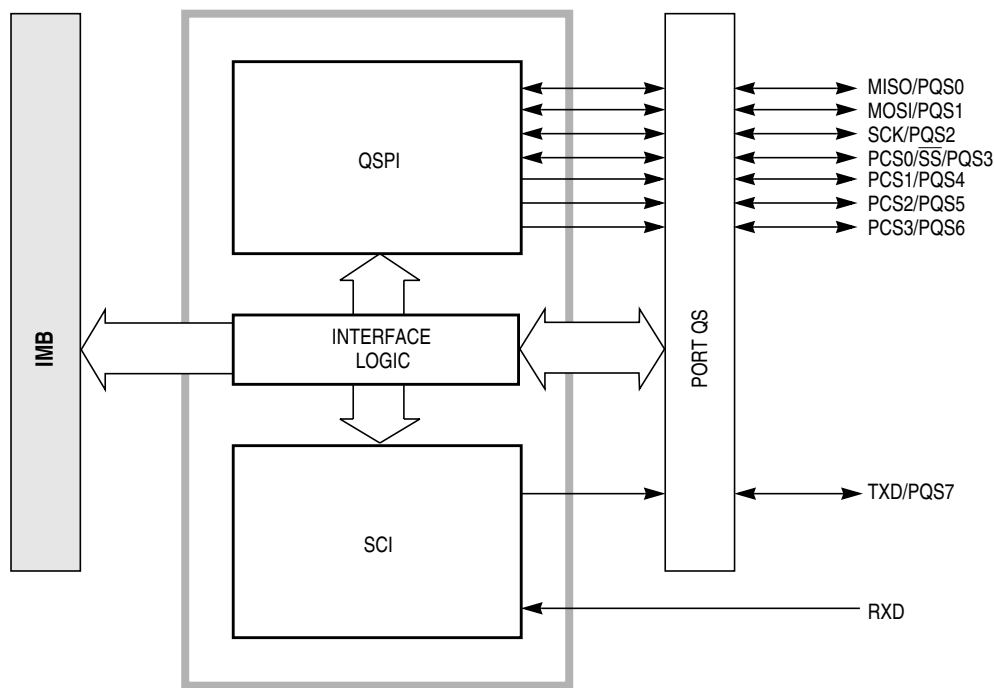 IMB
QSPI
INTERFACE
LOGIC
SCI
PORT QS
MISO/PQS0
MOSI/PQS1
SCK/PQS2
PCS0/S̅S̅/PQS3
PCS1/PQS4
PCS2/PQS5
PCS3/PQS6
TXD/PQS7
RXD